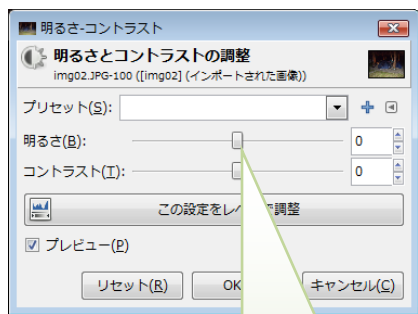 明るさ-コントラスト
明るさとコントラストの調整
img02.JPG-100 ([img02] (インポートされた画像))
プリセット(S):
明るさ(B): 0
コントラスト(T): 0
この設定をレベ 調整
プレビュー(P)
リセット(R) OK キャンセル(C)